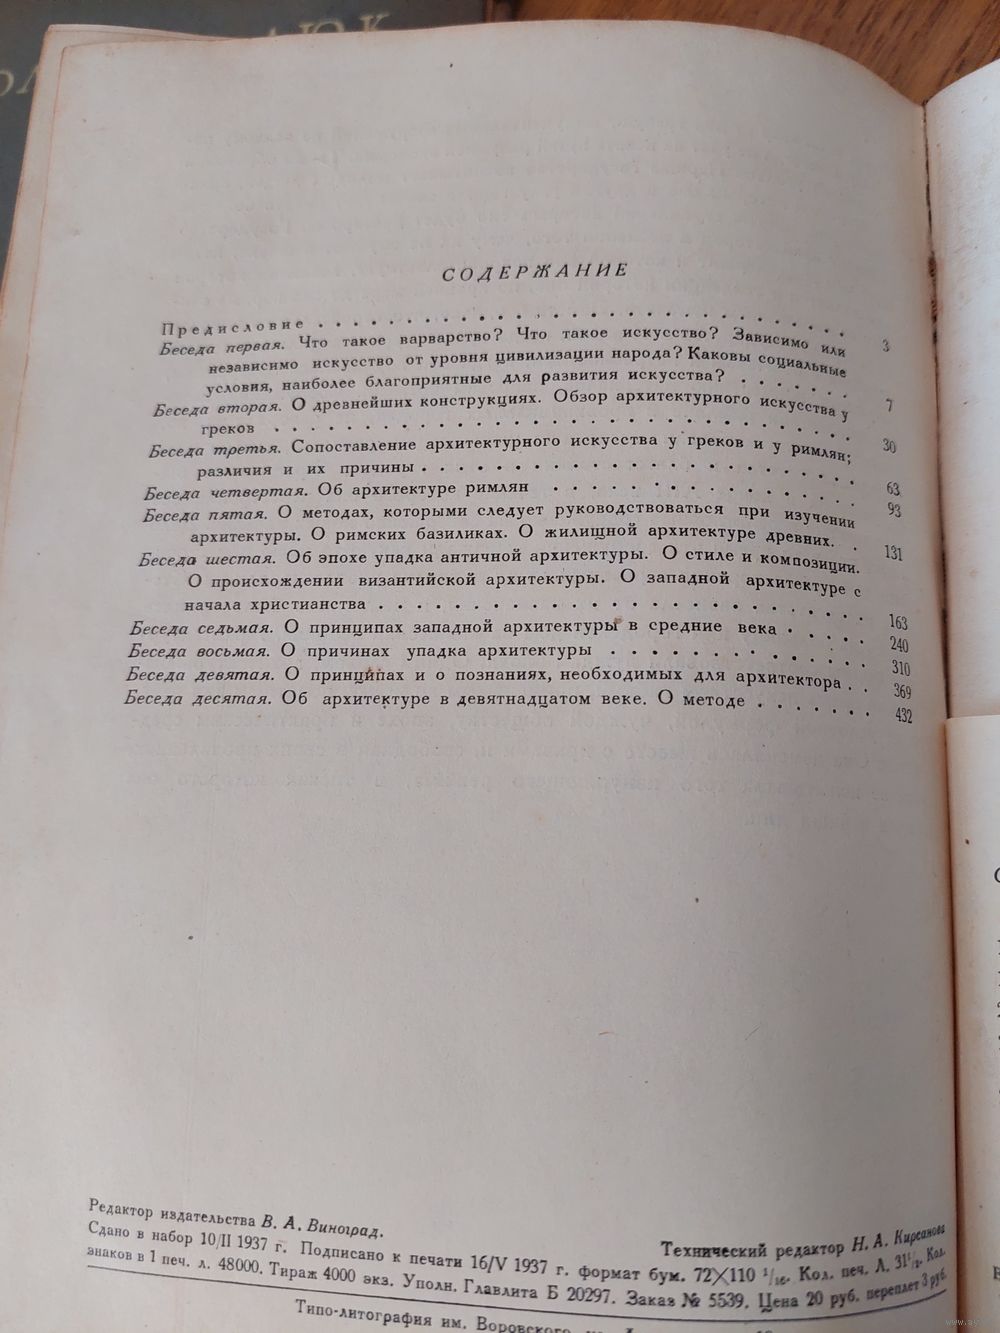 СОДЕРЖАНИЕ
Предисловие . . . . . . . . . . . . . . . . . . 3
Беседа первая. Что такое варварство? Что такое искусство? Зависимо или
независимо искусство от уровня цивилизации народа? Каковы социальные
условия, наиболее благоприятные для развития искусства? . . . . . . 7
Беседа вторая. О древнейших конструкциях. Обзор архитектурного искусства у
греков . . . . . . . . . . . . . . . . . . . . 30
Беседа третья. Сопоставление архитектурного искусства у греков и у римлян;
различия и их причины . . . . . . . . . . . . . . . 63
Беседа четвертая. Об архитектуре римлян . . . . . . . . . . . 93
Беседа пятая. О методах, которыми следует руководствоваться при изучении
архитектуры. О римских базиликах. О жилищной архитектуре древних. . 131
Беседа шестая. Об эпохе упадка античной архитектуры. О стиле и композиции.
О происхождении византийской архитектуры. О западной архитектуре с
начала христианства . . . . . . . . . . . . . . . . 163
Беседа седьмая. О принципах западной архитектуры в средние века . . . . 240
Беседа восьмая. О причинах упадка архитектуры . . . . . . . . . . 310
Беседа девятая. О принципах и о познаниях, необходимых для архитектора . . 369
Беседа десятая. Об архитектуре в девятнадцатом веке. О методе . . . . . . 432
Редактор издательства В. А. Виноград.
Технический редактор Н. А. Кирсанова
Сдано в набор 10/II 1937 г. Подписано к печати 16/V 1937 г. формат бум. 72×110 1/16. Кол. печ. л. 31 1/2. Кол.
знаков в 1 печ. л. 48000. Тираж 4000 экз. Уполн. Главлита Б 20297. Заказ № 5539. Цена 20 руб. переплет 3 руб.
Типо-литография им. Воровского